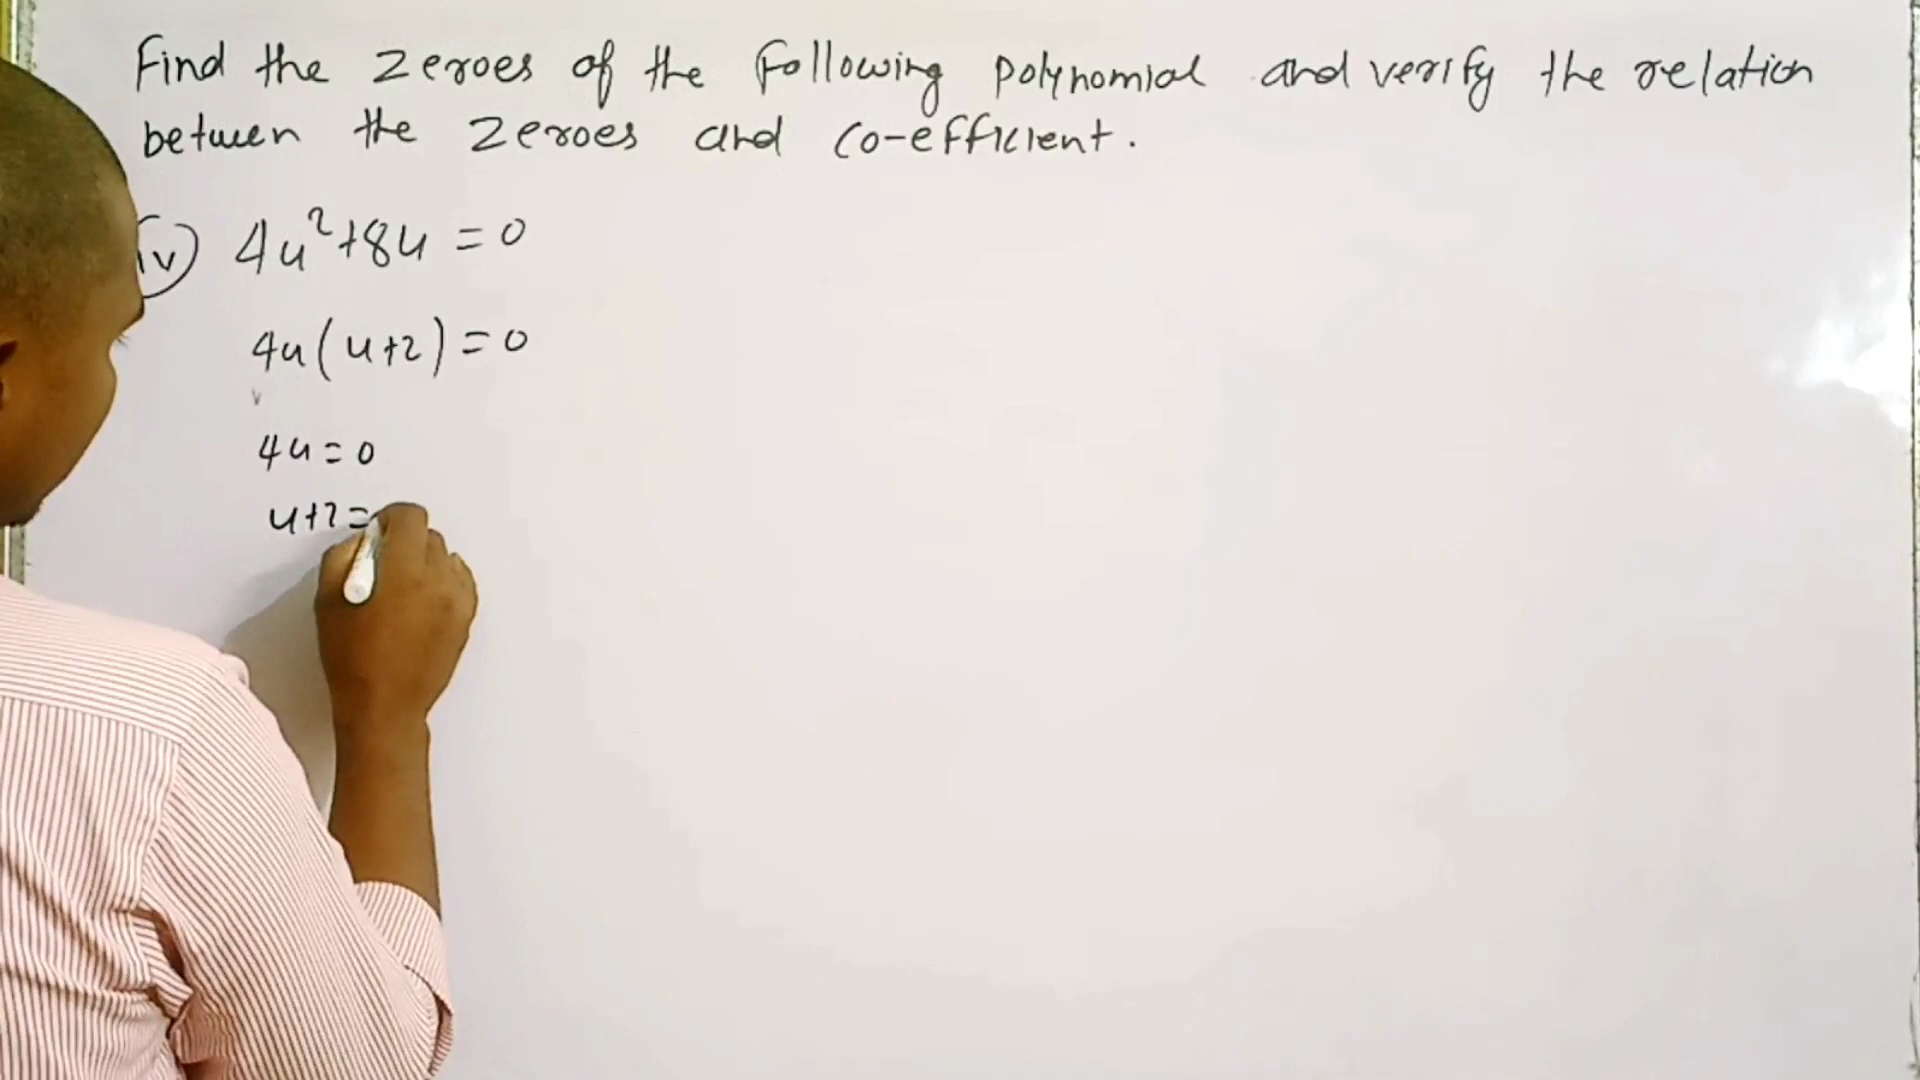 Find the zeroes of the following polynomial and verify the relation
between the zeroes and co-efficient.
iv) 4u²+8u = 0
4u(u+2) = 0
4u = 0
u+2 =